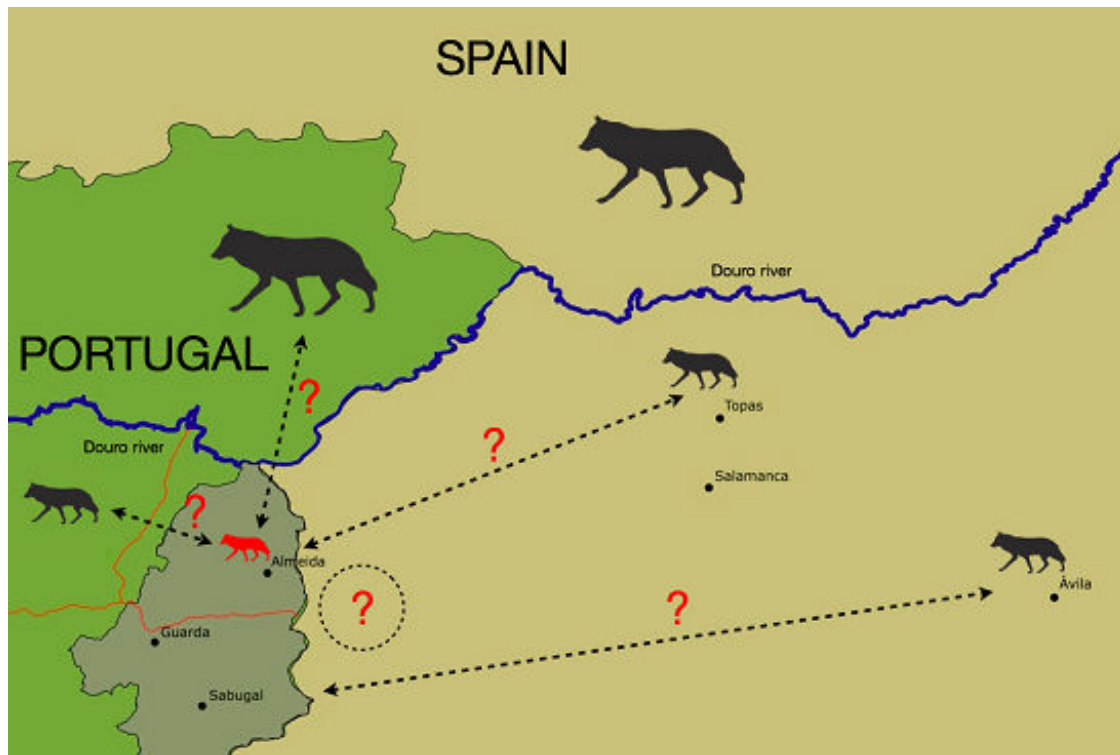 SPAIN
Douro river
PORTUGAL
?
Topas
Douro river
?
Salamanca
?
Almeida
Ávila
?
?
Guarda
Sabugal